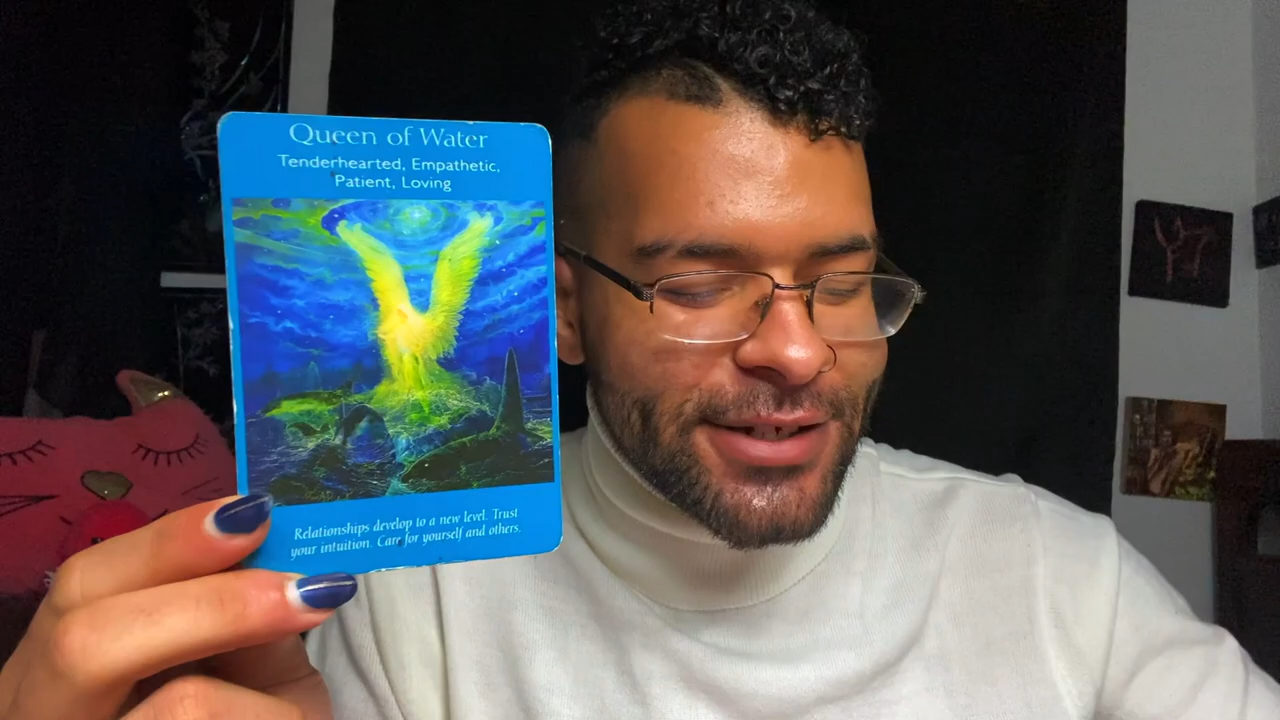 Queen of Water
Tenderhearted, Empathetic,
Patient, Loving
Relationships develop to a new level. Trust
your intuition. Care for yourself and others.